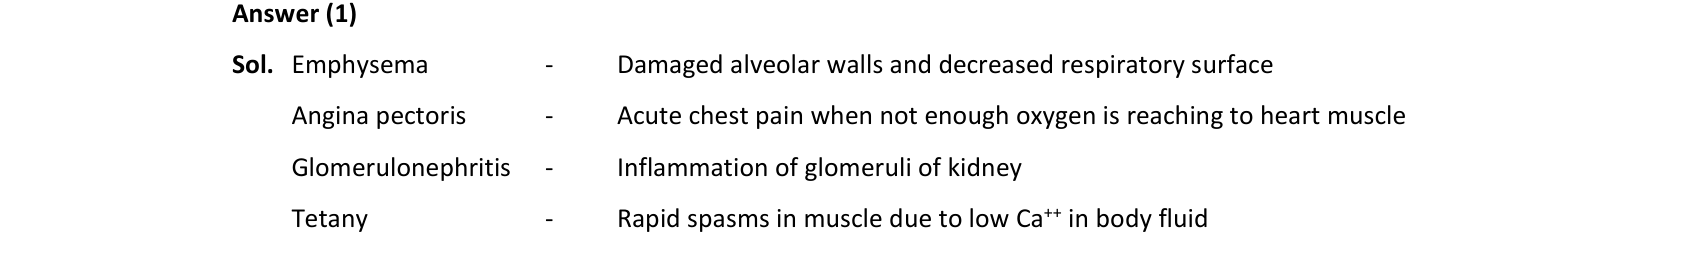 Answer (1)
Sol. Emphysema - Damaged alveolar walls and decreased respiratory surface
Angina pectoris - Acute chest pain when not enough oxygen is reaching to heart muscle
Glomerulonephritis - Inflammation of glomeruli of kidney
Tetany - Rapid spasms in muscle due to low Ca⁺⁺ in body fluid